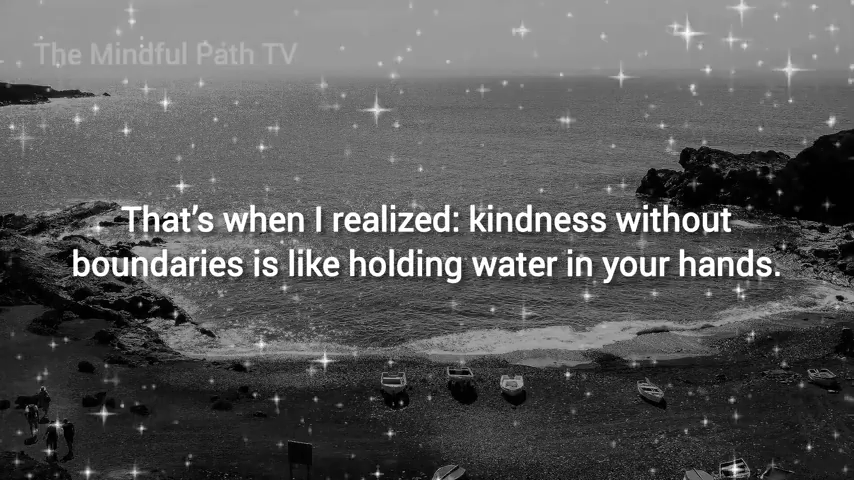 The Mindful Path TV
That's when I realized: kindness without
boundaries is like holding water in your hands.